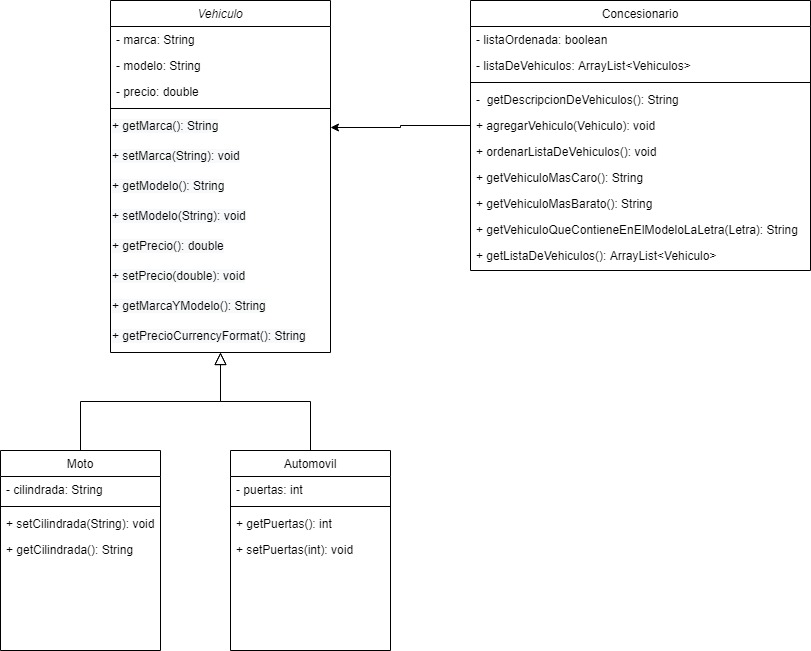 Vehiculo
- marca: String
- modelo: String
- precio: double
+ getMarca(): String
+ setMarca(String): void
+ getModelo(): String
+ setModelo(String): void
+ getPrecio(): double
+ setPrecio(double): void
+ getMarcaYModelo(): String
+ getPrecioCurrencyFormat(): String
Concesionario
- listaOrdenada: boolean
- listaDeVehiculos: ArrayList<Vehiculos>
- getDescripcionDeVehiculos(): String
+ agregarVehiculo(Vehiculo): void
+ ordenarListaDeVehiculos(): void
+ getVehiculoMasCaro(): String
+ getVehiculoMasBarato(): String
+ getVehiculoQueContieneEnElModeloLaLetra(Letra): String
+ getListaDeVehiculos(): ArrayList<Vehiculo>
Moto
- cilindrada: String
+ setCilindrada(String): void
+ getCilindrada(): String
Automovil
- puertas: int
+ getPuertas(): int
+ setPuertas(int): void